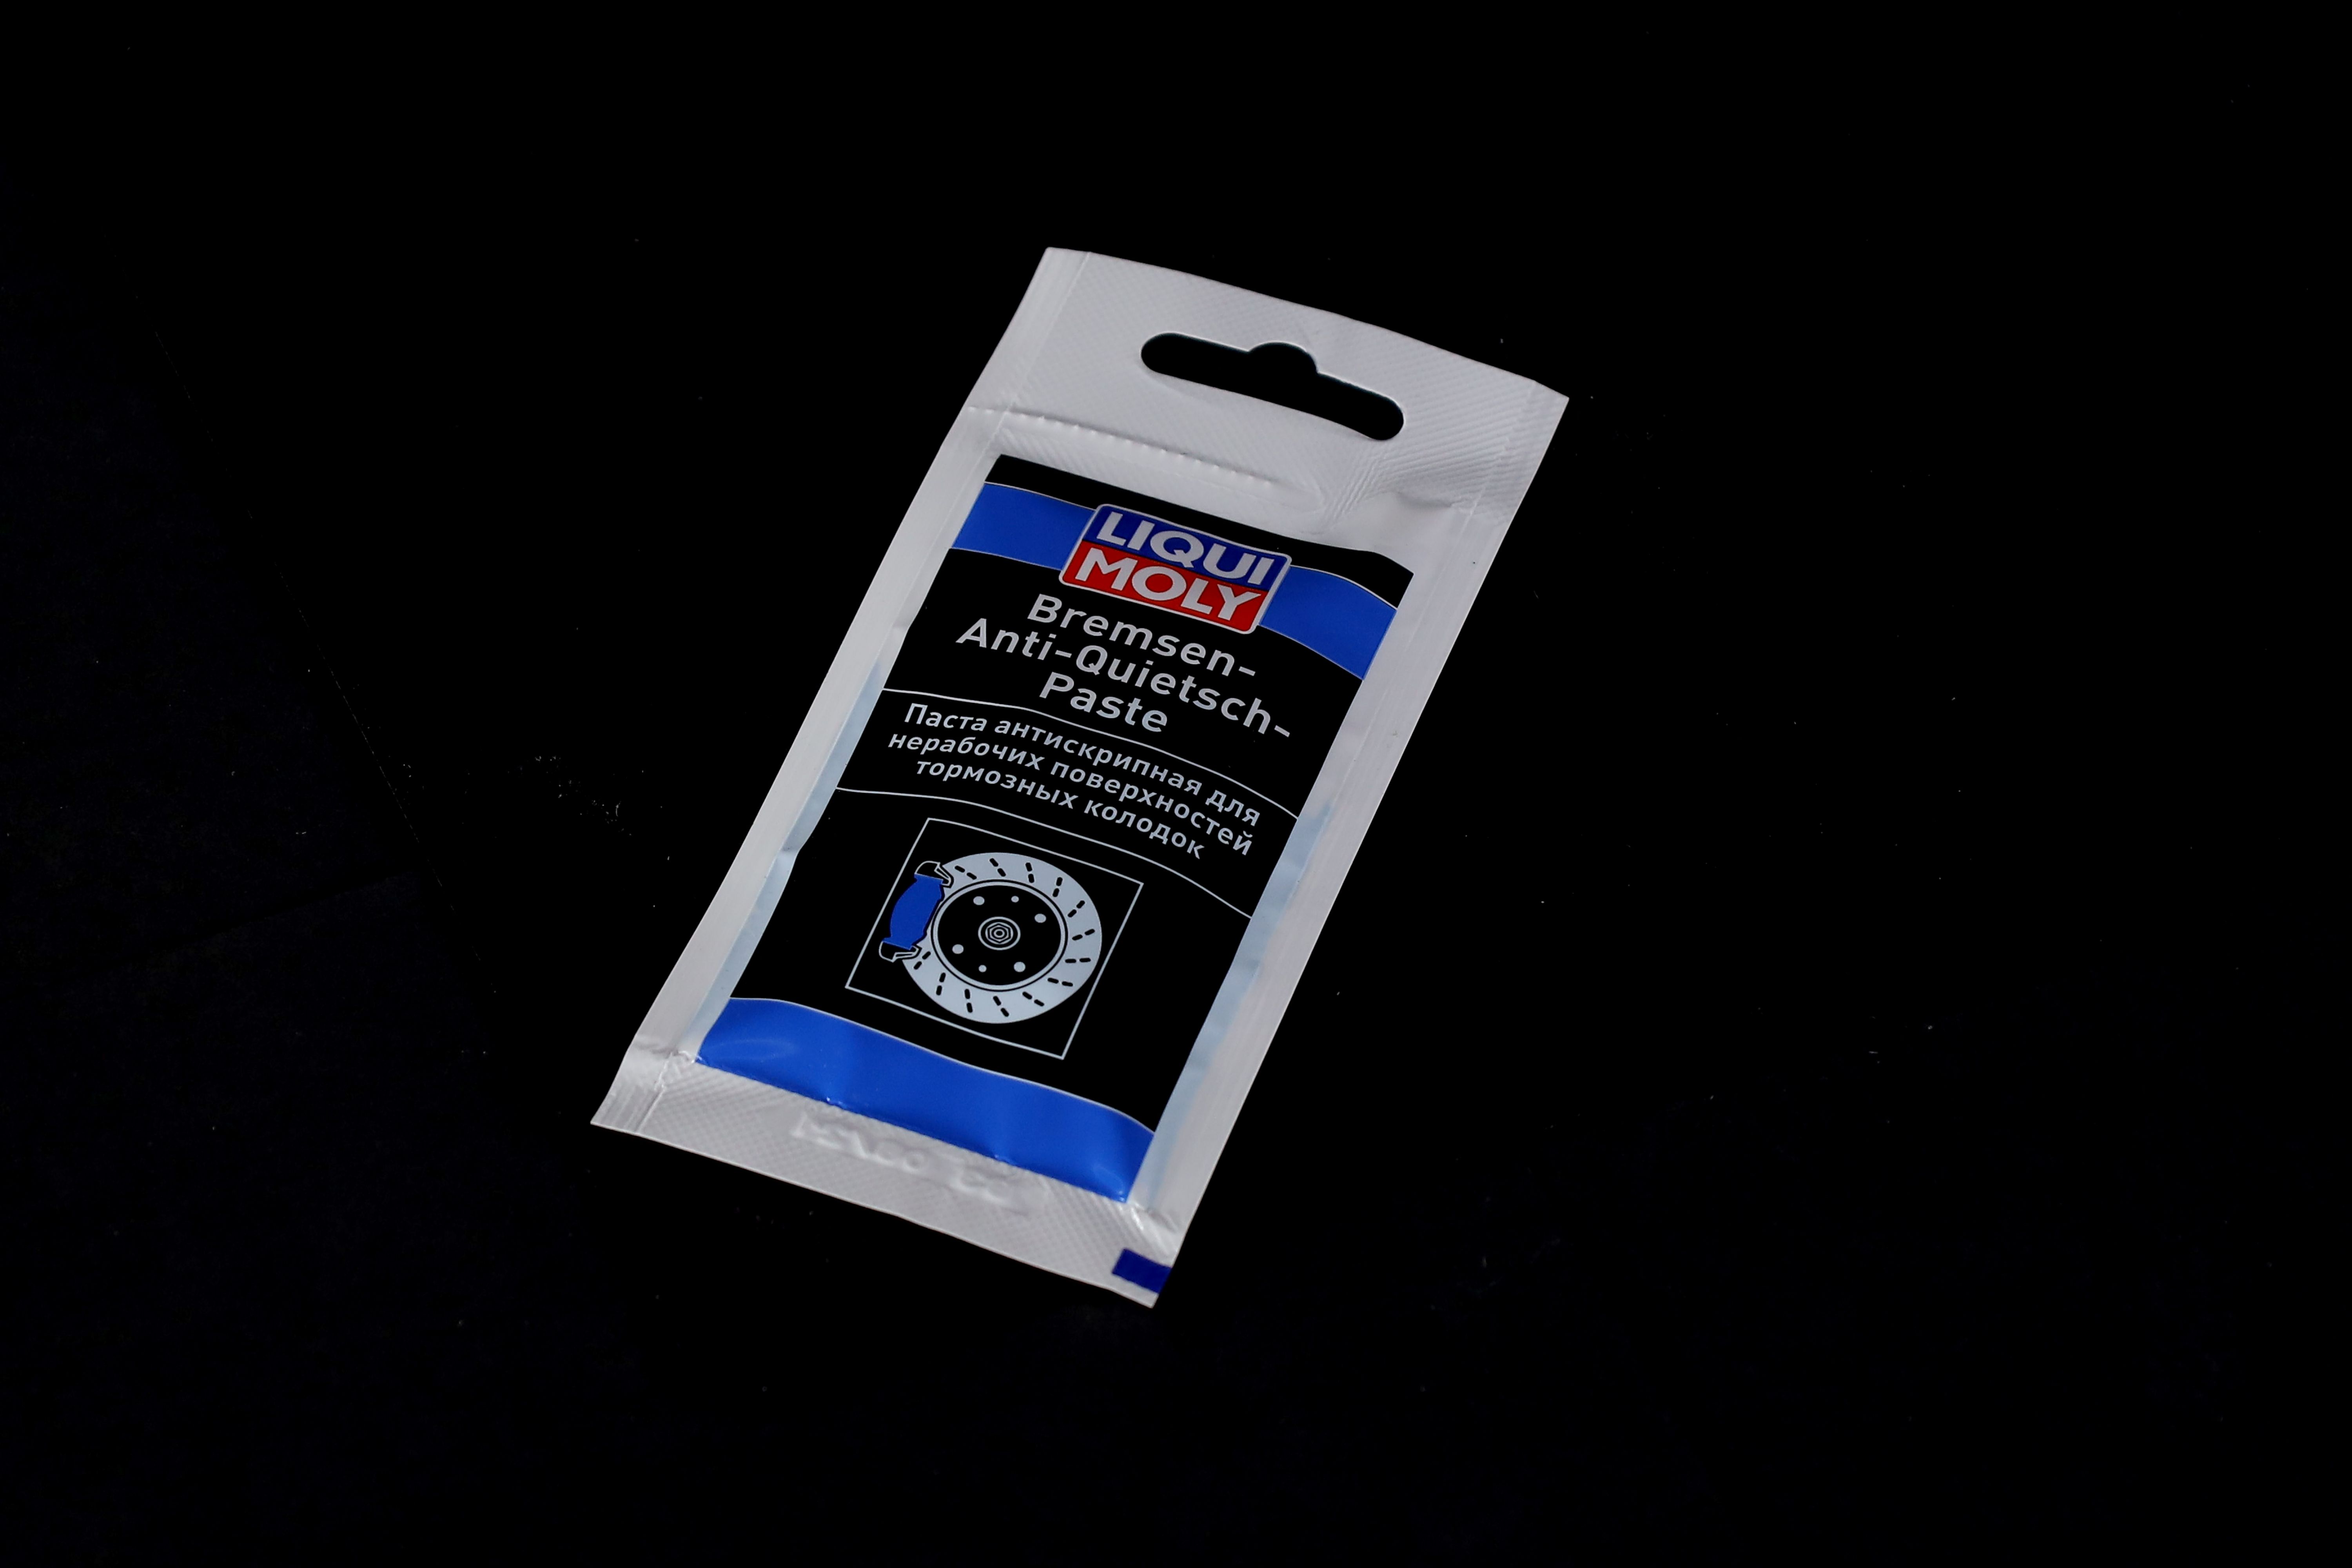 LIQUI
MOLY
Bremsen-
Anti-Quietsch-
Paste
Паста антискрипная для
нерабочих поверхностей
тормозных колодок